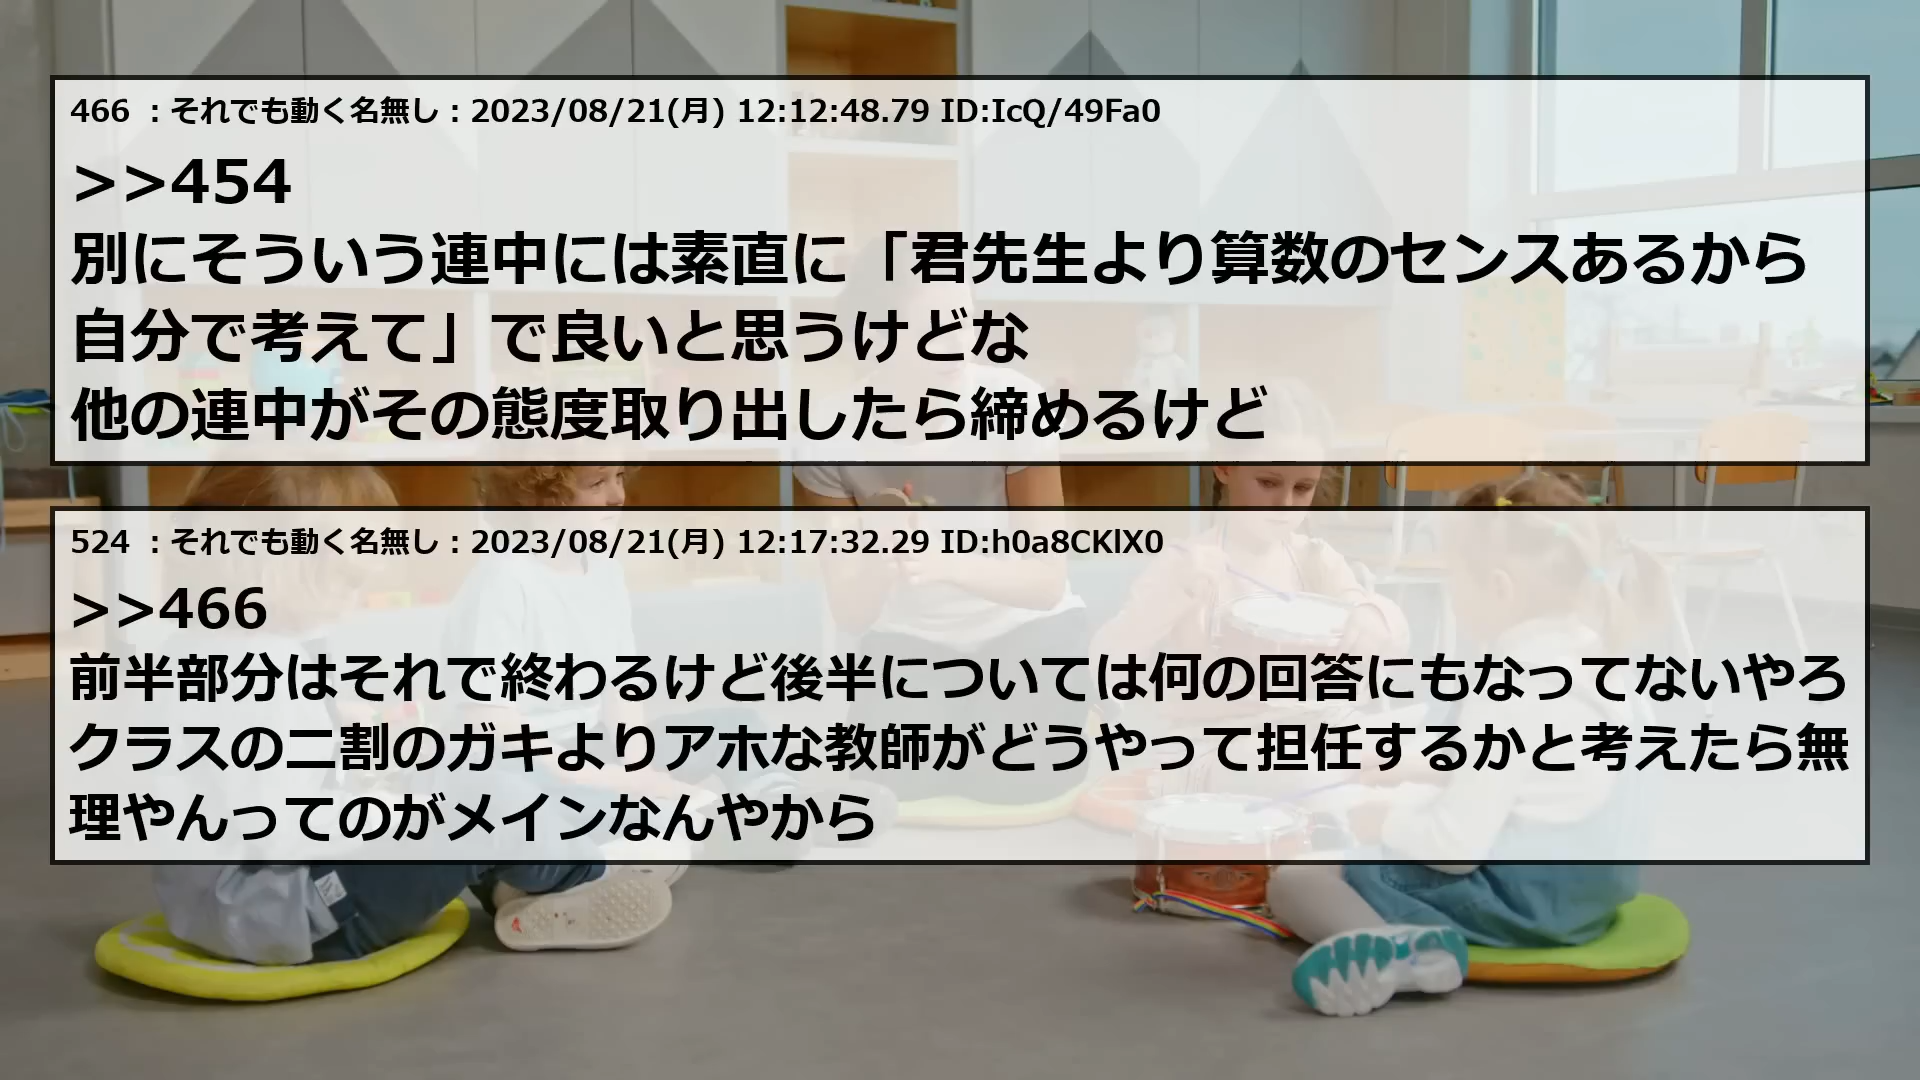 466 ：それでも動く名無し：2023/08/21(月) 12:12:48.79 ID:IcQ/49Fa0
>>454
別にそういう連中には素直に「君先生より算数のセンスあるから
自分で考えて」で良いと思うけどな
他の連中がその態度取り出したら締めるけど
524 ：それでも動く名無し：2023/08/21(月) 12:17:32.29 ID:h0a8CKlX0
>>466
前半部分はそれで終わるけど後半については何の回答にもなってないやろ
クラスの二割のガキよりアホな教師がどうやって担任するかと考えたら無
理やんってのがメインなんやから